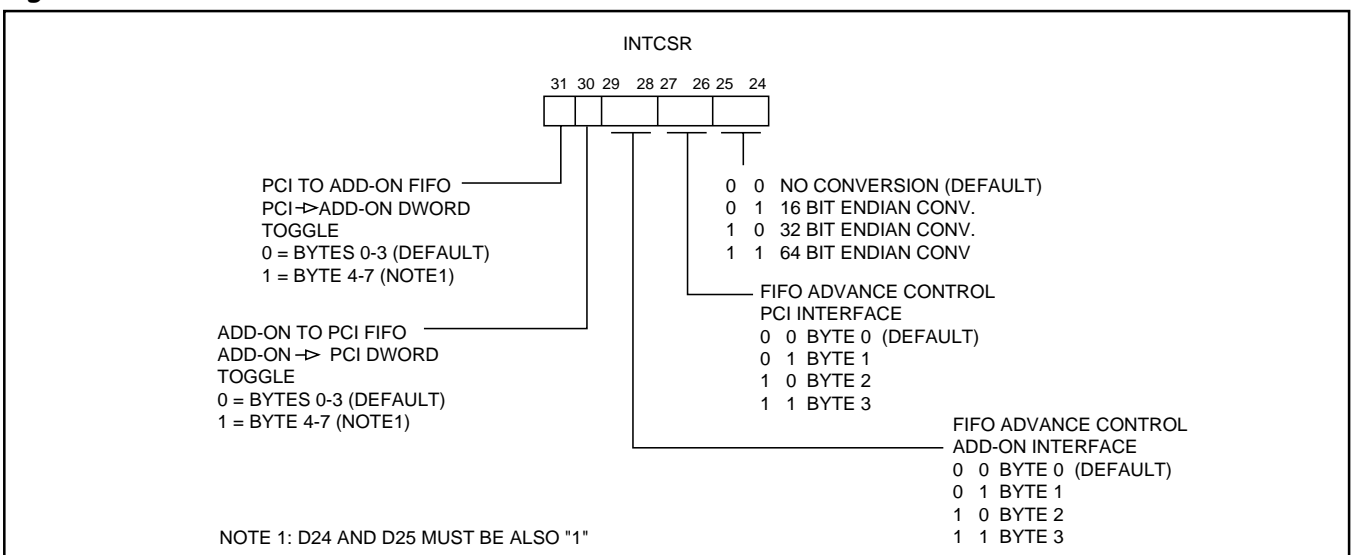 INTCSR
31 30 29 28 27 26 25 24
PCI TO ADD-ON FIFO
PCI -> ADD-ON DWORD
TOGGLE
0 = BYTES 0-3 (DEFAULT)
1 = BYTE 4-7 (NOTE1)
0 0 NO CONVERSION (DEFAULT)
0 1 16 BIT ENDIAN CONV.
1 0 32 BIT ENDIAN CONV.
1 1 64 BIT ENDIAN CONV
FIFO ADVANCE CONTROL
PCI INTERFACE
0 0 BYTE 0 (DEFAULT)
0 1 BYTE 1
1 0 BYTE 2
1 1 BYTE 3
ADD-ON TO PCI FIFO
ADD-ON -> PCI DWORD
TOGGLE
0 = BYTES 0-3 (DEFAULT)
1 = BYTE 4-7 (NOTE1)
FIFO ADVANCE CONTROL
ADD-ON INTERFACE
0 0 BYTE 0 (DEFAULT)
0 1 BYTE 1
1 0 BYTE 2
1 1 BYTE 3
NOTE 1: D24 AND D25 MUST BE ALSO "1"